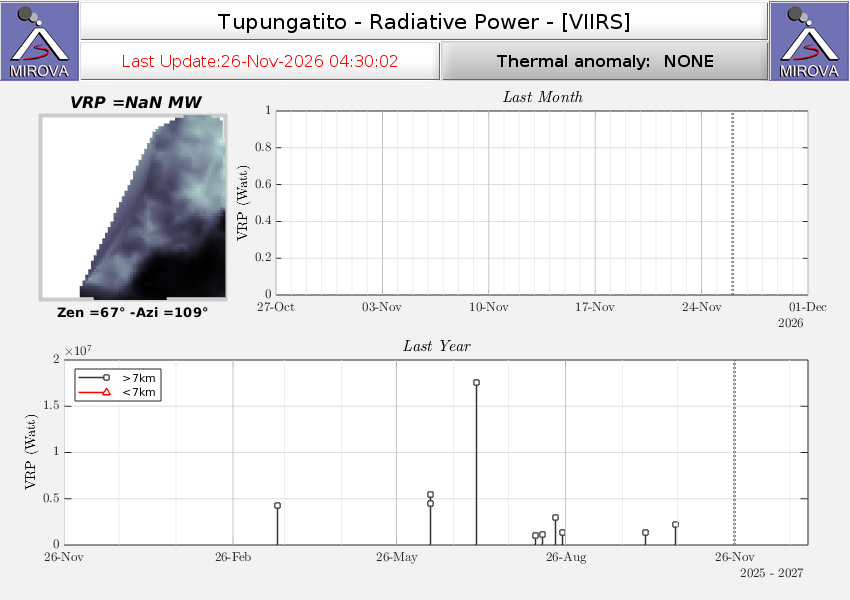 Tupungatito - Radiative Power - [VIIRS]
MIROVA
Last Update:26-Nov-2026 04:30:02
Thermal anomaly: NONE
MIROVA
VRP =NaN MW
Zen =67° -Azi =109°
Last Month
VRP (Watt)
1
0.8
0.6
0.4
0.2
0
27-Oct 03-Nov 10-Nov 17-Nov 24-Nov 01-Dec
2026
Last Year
×10⁷
VRP (Watt)
2
1.5
1
0.5
0
>7km
<7km
26-Nov 26-Feb 26-May 26-Aug 26-Nov
2025 - 2027